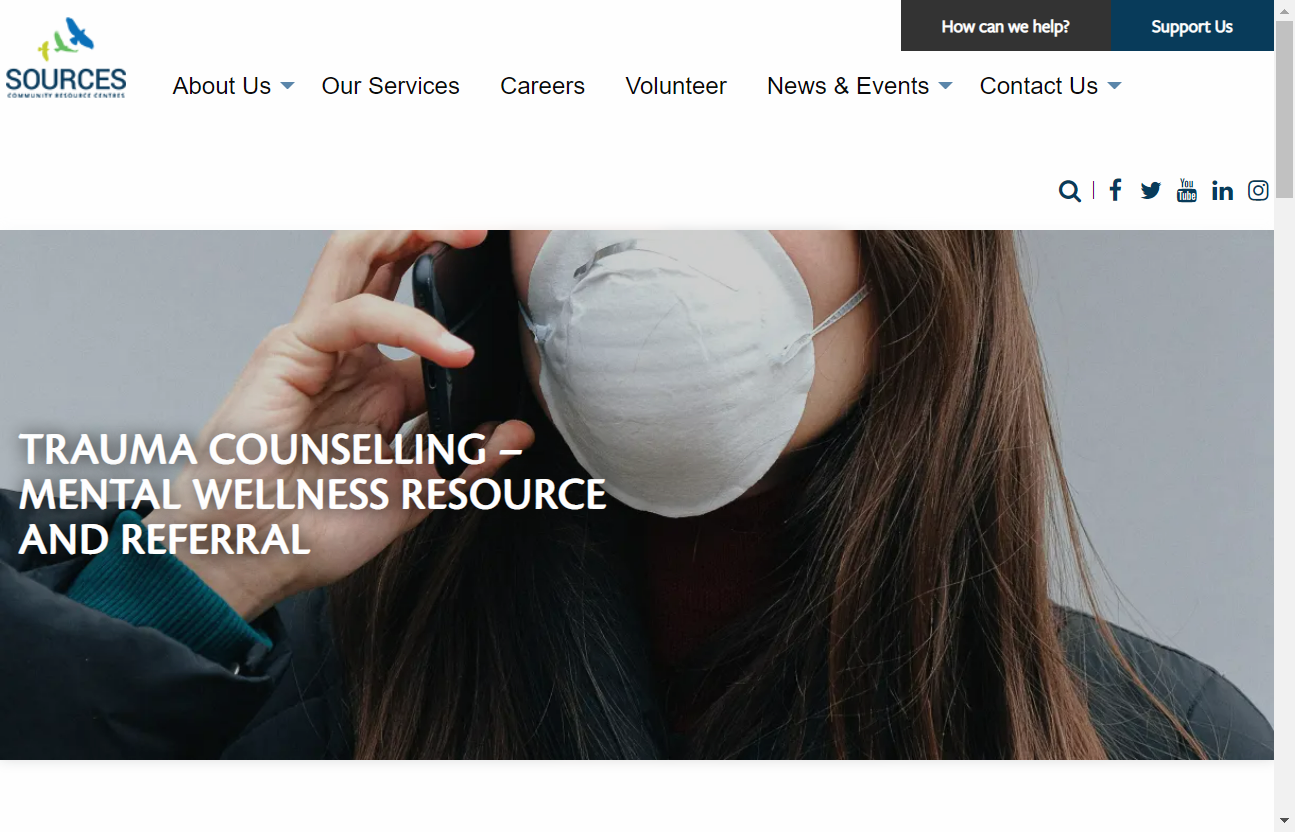 How can we help?
Support Us
SOURCES
COMMUNITY RESOURCE CENTRES
About Us
Our Services
Careers
Volunteer
News & Events
Contact Us
You
Tube
TRAUMA COUNSELLING –
MENTAL WELLNESS RESOURCE
AND REFERRAL